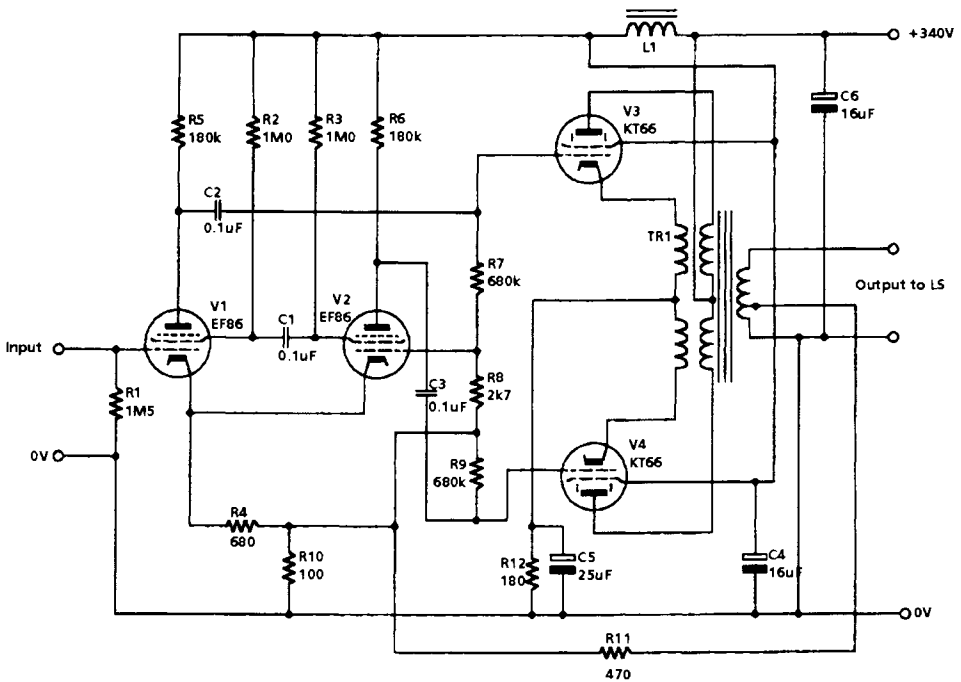 +340V
L1
C6
16uF
R5
180k
R2
1M0
R3
1M0
R6
180k
V3
KT66
C2
0.1uF
TR1
R7
680k
Output to LS
V1
EF86
V2
EF86
C1
0.1uF
Input
R1
1M5
C3
0.1uF
R8
2k7
0V
R9
680k
V4
KT66
R4
680
R10
100
R12
180
C5
25uF
C4
16uF
0V
R11
470